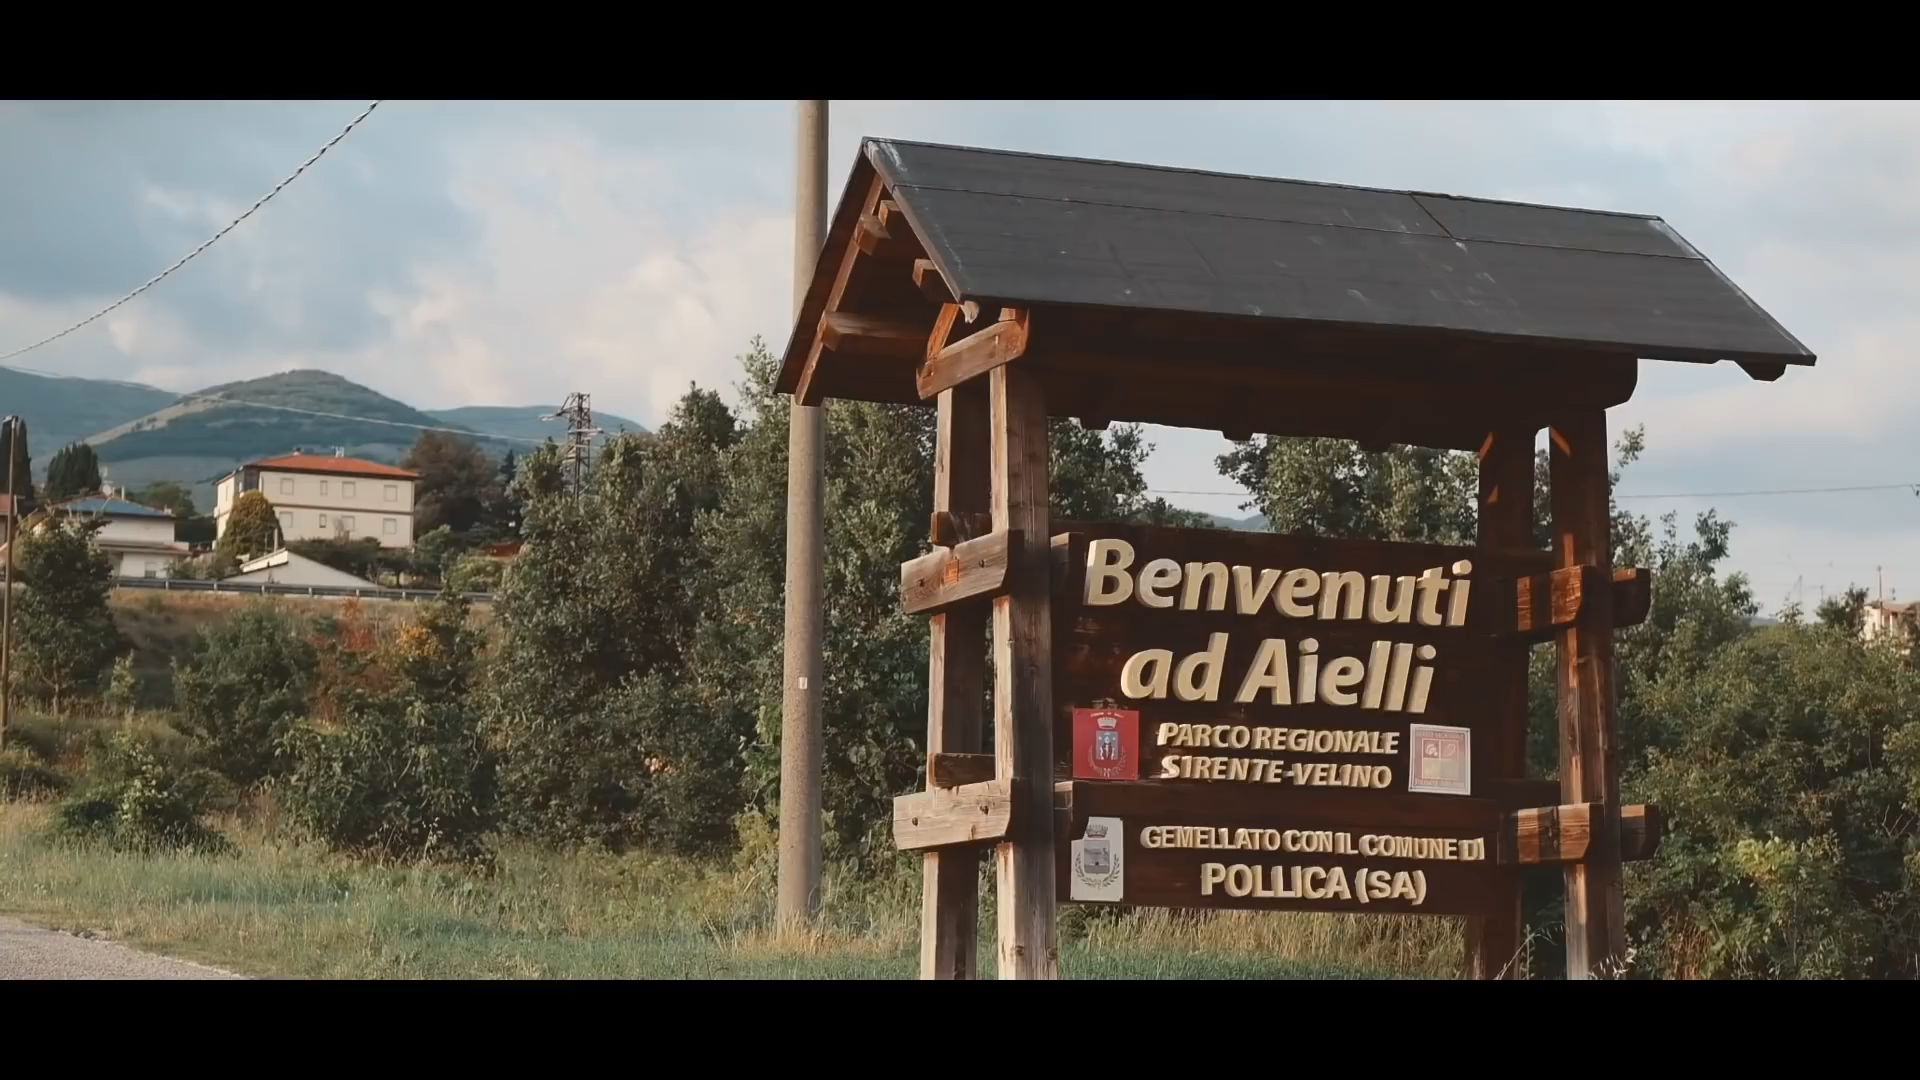 Benvenuti
ad Aielli
PARCO REGIONALE
SIRENTE-VELINO
GEMELLATO CON IL COMUNE DI
POLLICA (SA)